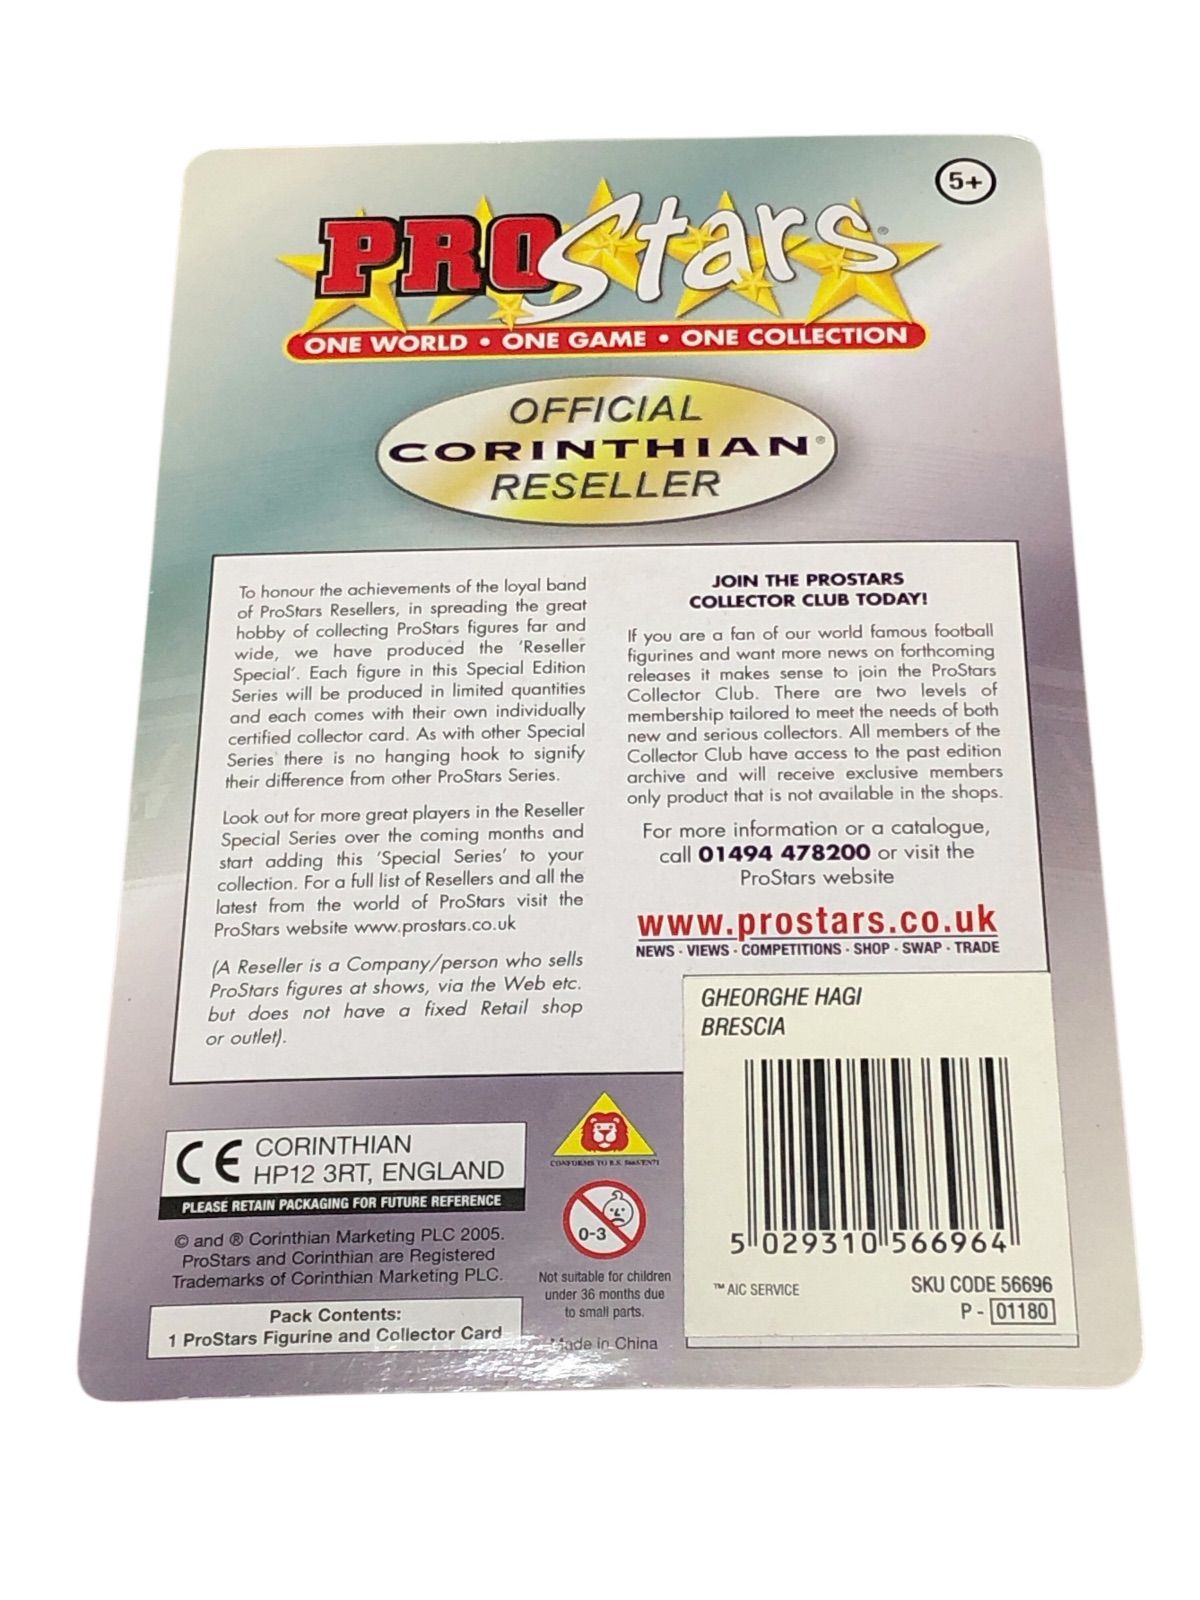 5+
PROStars®
ONE WORLD • ONE GAME • ONE COLLECTION
OFFICIAL
CORINTHIAN®
RESELLER
To honour the achievements of the loyal band
of ProStars Resellers, in spreading the great
hobby of collecting ProStars figures far and
wide, we have produced the 'Reseller
Special'. Each figure in this Special Edition
Series will be produced in limited quantities
and each comes with their own individually
certified collector card. As with other Special
Series there is no hanging hook to signify
their difference from other ProStars Series.
Look out for more great players in the Reseller
Special Series over the coming months and
start adding this 'Special Series' to your
collection. For a full list of Resellers and all the
latest from the world of ProStars visit the
ProStars website www.prostars.co.uk
(A Reseller is a Company/person who sells
ProStars figures at shows, via the Web etc.
but does not have a fixed Retail shop
or outlet).
JOIN THE PROSTARS
COLLECTOR CLUB TODAY!
If you are a fan of our world famous football
figurines and want more news on forthcoming
releases it makes sense to join the ProStars
Collector Club. There are two levels of
membership tailored to meet the needs of both
new and serious collectors. All members of the
Collector Club have access to the past edition
archive and will receive exclusive members
only product that is not available in the shops.
For more information or a catalogue,
call 01494 478200 or visit the
ProStars website
www.prostars.co.uk
NEWS - VIEWS - COMPETITIONS - SHOP - SWAP - TRADE
GHEORGHE HAGI
BRESCIA
5 029310 566964
™ AIC SERVICE
SKU CODE 56696
P - 01180
CE CORINTHIAN
HP12 3RT, ENGLAND
PLEASE RETAIN PACKAGING FOR FUTURE REFERENCE
© and ® Corinthian Marketing PLC 2005.
ProStars and Corinthian are Registered
Trademarks of Corinthian Marketing PLC.
Pack Contents:
1 ProStars Figurine and Collector Card
CONFORMS TO B.S.
0-3
Not suitable for children
under 36 months due
to small parts.
Made in China